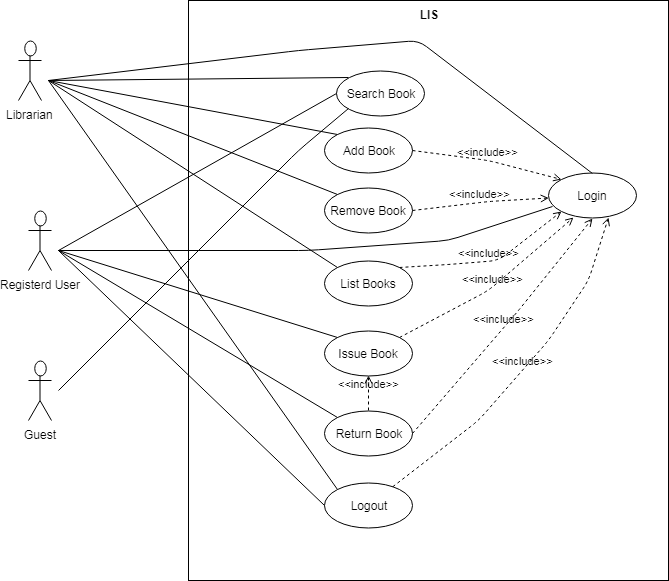 LIS
Librarian
Search Book
Add Book
<<include>>
Remove Book
<<include>>
Login
Registerd User
<<include>>
List Books
<<include>>
<<include>>
Issue Book
<<include>>
<<include>>
Guest
Return Book
Logout